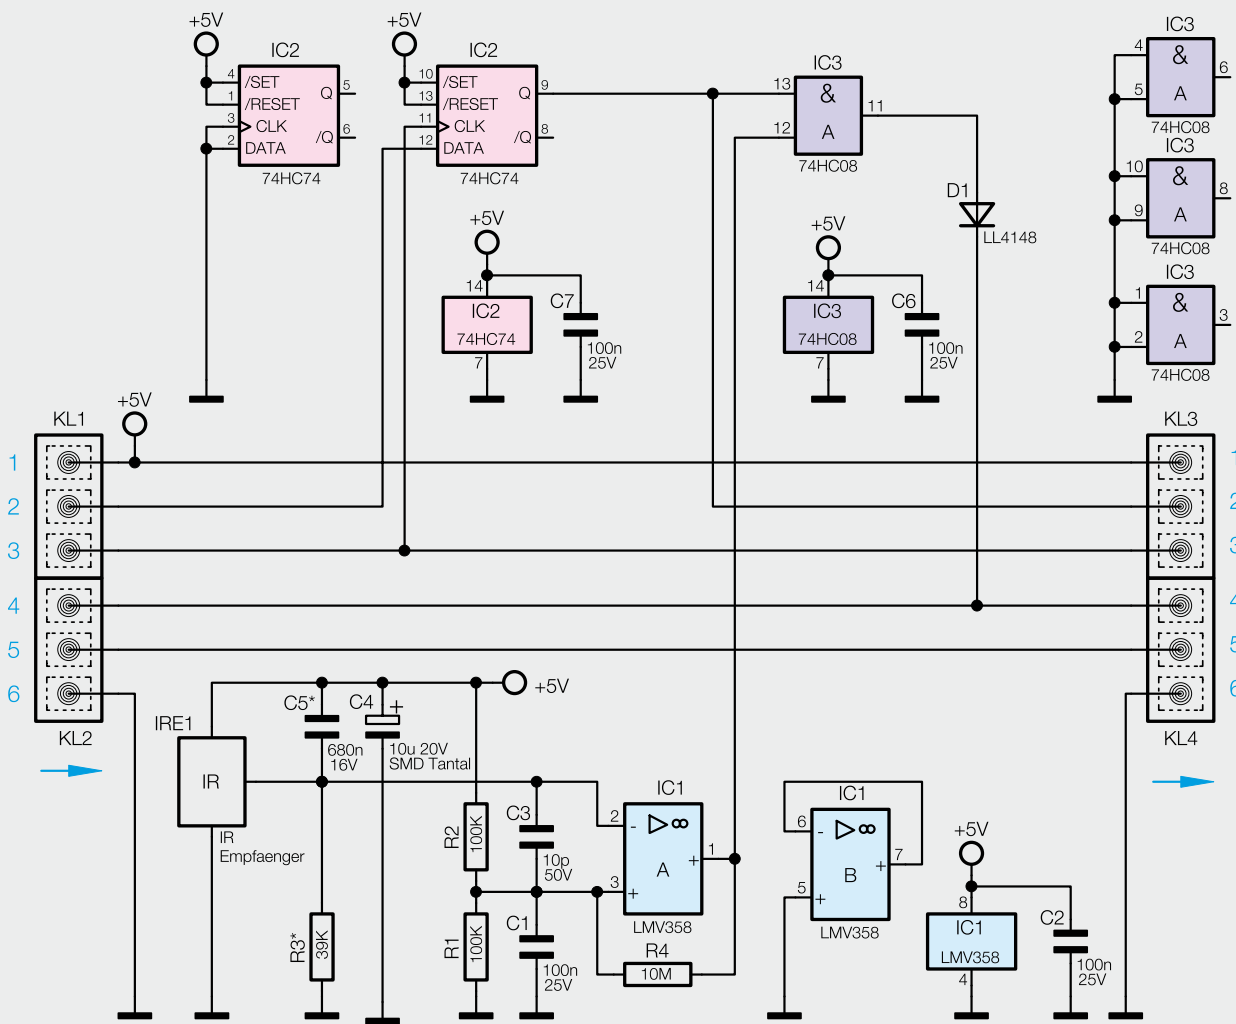 +5V
IC2
4 /SET
1 /RESET
3 CLK
2 DATA
Q 5
/Q 6
74HC74
+5V
IC2
10 /SET
13 /RESET
11 CLK
12 DATA
Q 9
/Q 8
74HC74
IC3
13
12
&
A
11
74HC08
IC3
4
5
&
A
6
74HC08
IC3
10
9
&
A
8
74HC08
IC3
1
2
&
A
3
74HC08
D1
LL4148
+5V
14
IC2
74HC74
7
C7
100n
25V
+5V
14
IC3
74HC08
7
C6
100n
25V
+5V
KL1
1
2
3
4
5
6
KL2
KL3
1
2
3
4
5
6
KL4
+5V
IRE1
IR
IR
Empfaenger
C5*
680n
16V
C4
+
10u 20V
SMD Tantal
R3*
39K
R2
100K
R1
100K
C3
10p
50V
C1
100n
25V
IC1
2
-
3
+
▷∞
A
+
1
LMV358
R4
10M
IC1
6
-
5
+
▷∞
B
+
7
LMV358
+5V
8
IC1
LMV358
4
C2
100n
25V